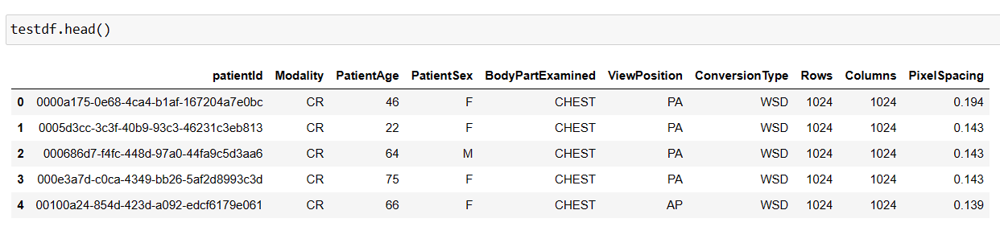 testdf.head()
patientId Modality PatientAge PatientSex BodyPartExamined ViewPosition ConversionType Rows Columns PixelSpacing
0 0000a175-0e68-4ca4-b1af-167204a7e0bc CR 46 F CHEST PA WSD 1024 1024 0.194
1 0005d3cc-3c3f-40b9-93c3-46231c3eb813 CR 22 F CHEST PA WSD 1024 1024 0.143
2 000686d7-f4fc-448d-97a0-44fa9c5d3aa6 CR 64 M CHEST PA WSD 1024 1024 0.143
3 000e3a7d-c0ca-4349-bb26-5af2d8993c3d CR 75 F CHEST PA WSD 1024 1024 0.143
4 00100a24-854d-423d-a092-edcf6179e061 CR 66 F CHEST AP WSD 1024 1024 0.139